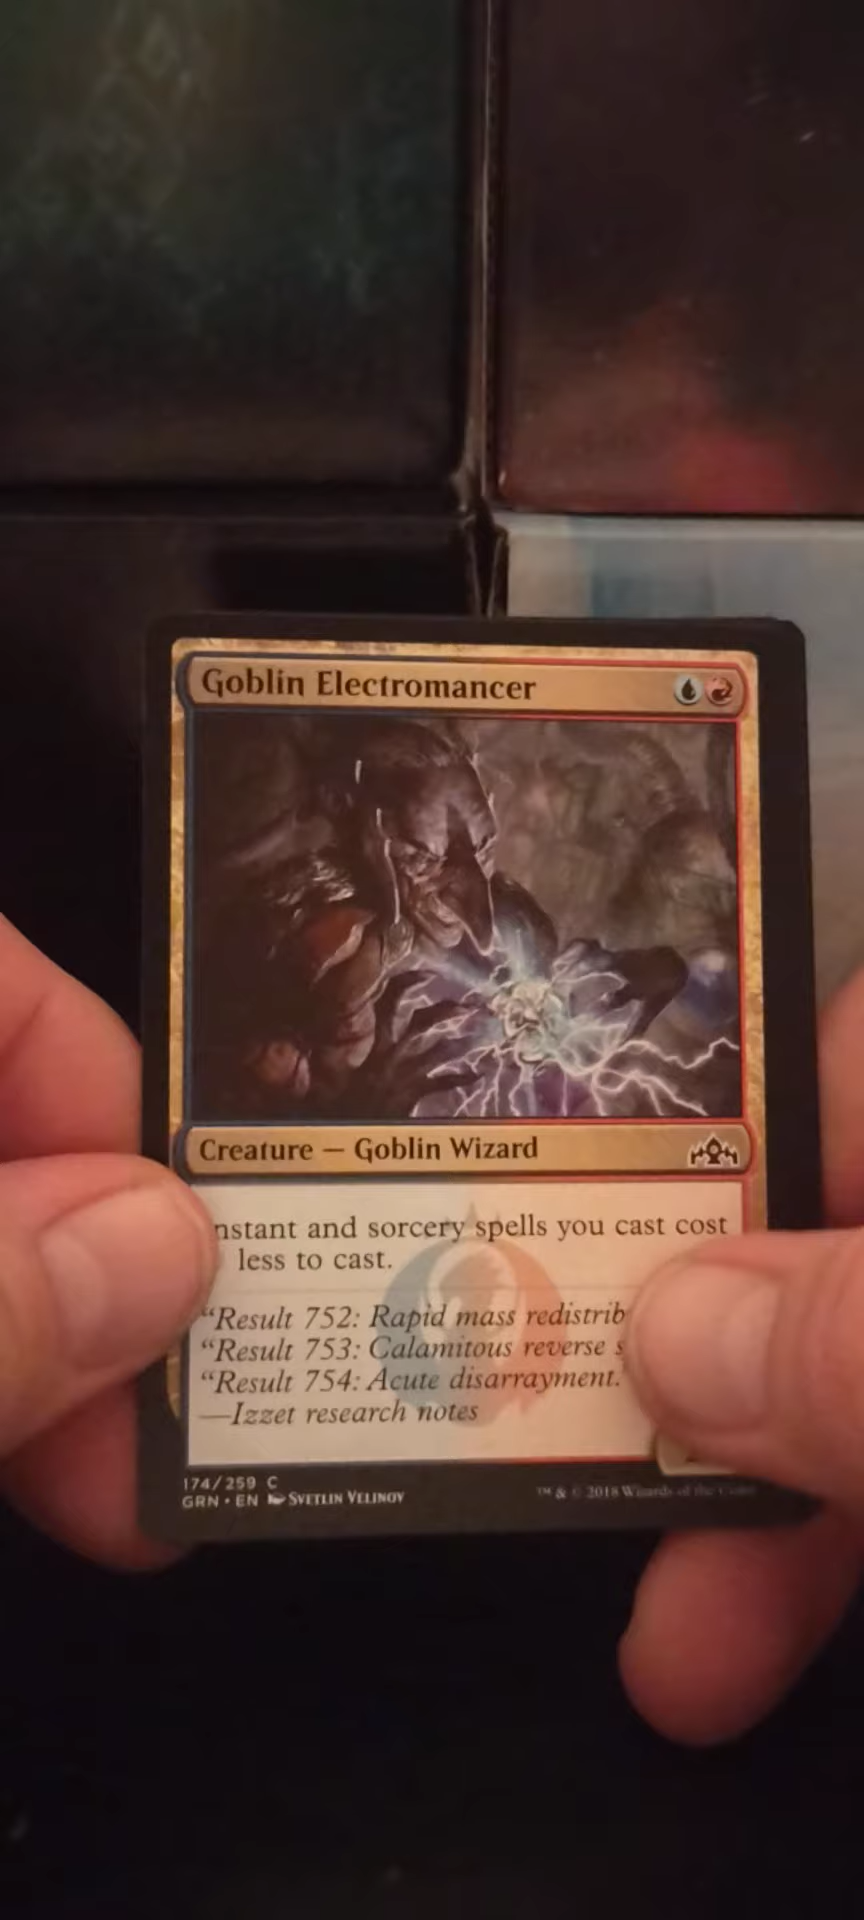 Goblin Electromancer
Creature — Goblin Wizard
nstant and sorcery spells you cast cost
less to cast.
“Result 752: Rapid mass redistrib
“Result 753: Calamitous reverse s
“Result 754: Acute disarrayment.
—Izzet research notes
174/259 C
GRN • EN Svetlin Velinov
™ & © 2018 Wizards of the Coast